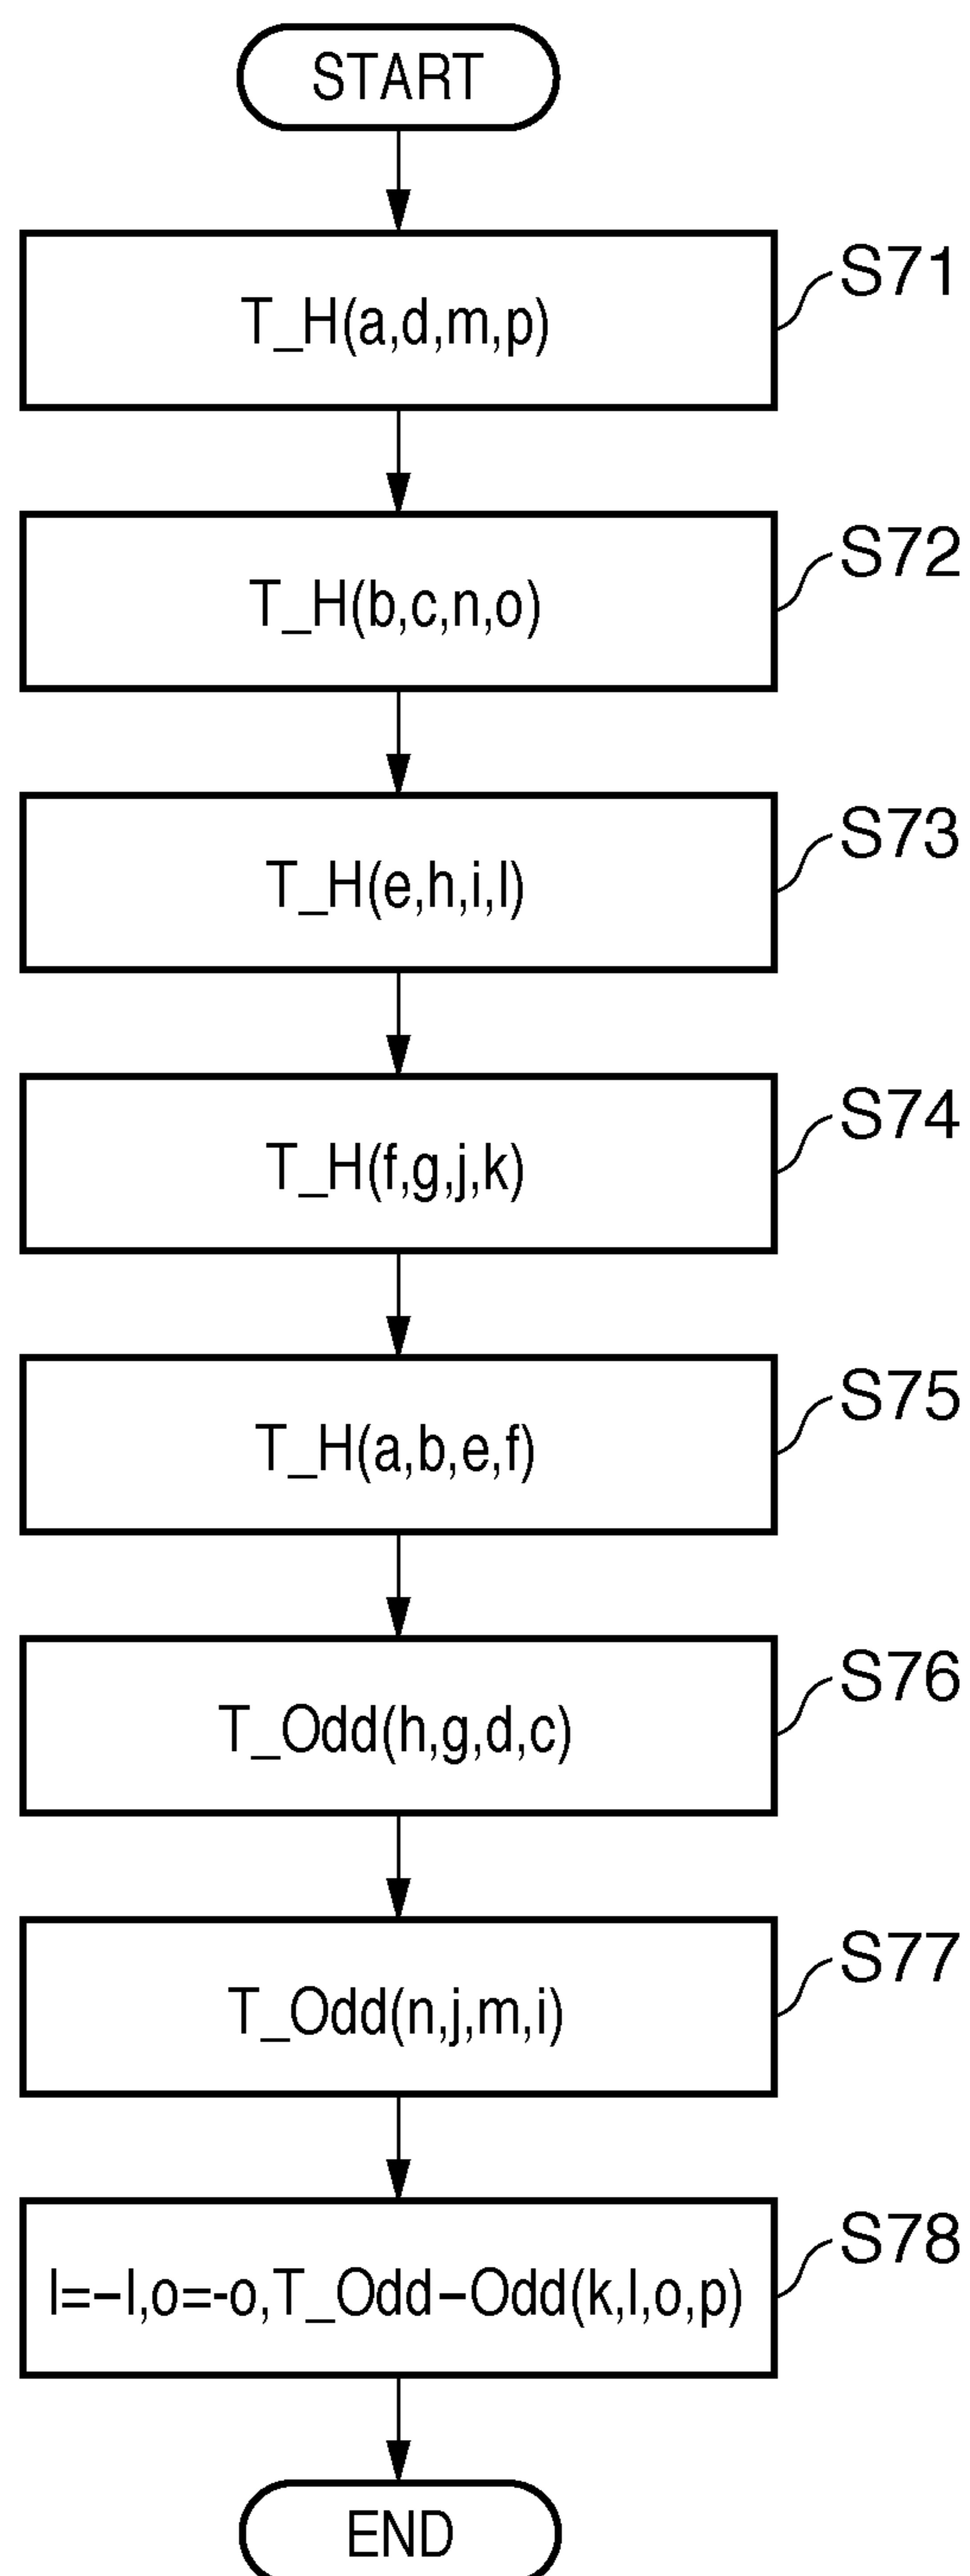 START
T_H(a,d,m,p)
S71
T_H(b,c,n,o)
S72
T_H(e,h,i,l)
S73
T_H(f,g,j,k)
S74
T_H(a,b,e,f)
S75
T_Odd(h,g,d,c)
S76
T_Odd(n,j,m,i)
S77
l=−l,o=-o,T_Odd−Odd(k,l,o,p)
S78
END